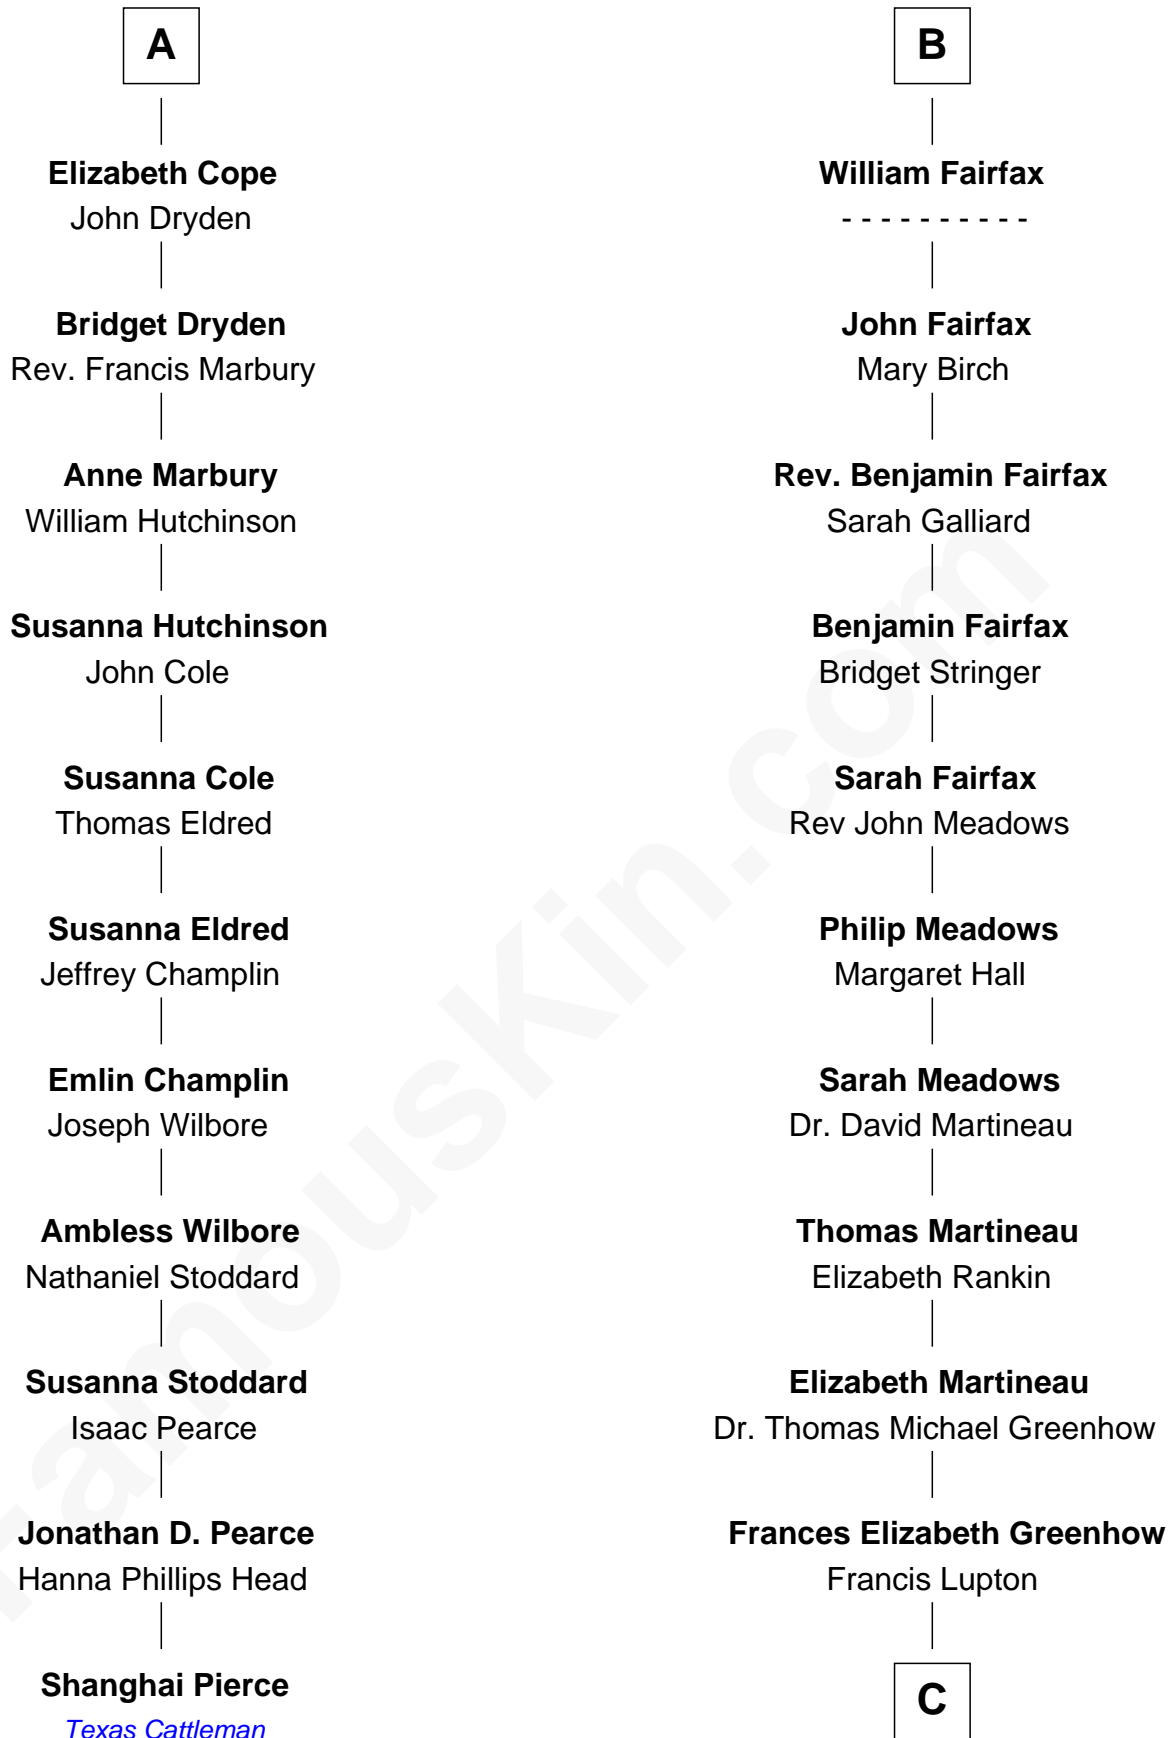 A
Elizabeth Cope
John Dryden
Bridget Dryden
Rev. Francis Marbury
Anne Marbury
William Hutchinson
Susanna Hutchinson
John Cole
Susanna Cole
Thomas Eldred
Susanna Eldred
Jeffrey Champlin
Emlin Champlin
Joseph Wilbore
Ambless Wilbore
Nathaniel Stoddard
Susanna Stoddard
Isaac Pearce
Jonathan D. Pearce
Hanna Phillips Head
Shanghai Pierce
Texas Cattleman
B
William Fairfax
- - - - - - - - - -
John Fairfax
Mary Birch
Rev. Benjamin Fairfax
Sarah Galliard
Benjamin Fairfax
Bridget Stringer
Sarah Fairfax
Rev John Meadows
Philip Meadows
Margaret Hall
Sarah Meadows
Dr. David Martineau
Thomas Martineau
Elizabeth Rankin
Elizabeth Martineau
Dr. Thomas Michael Greenhow
Frances Elizabeth Greenhow
Francis Lupton
C
FamousKin.com